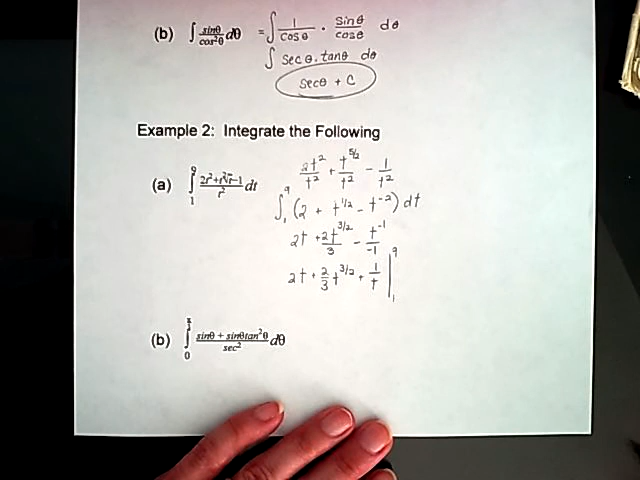 (b) ∫ sinθ/cos²θ dθ = ∫ 1/cosθ · sinθ/cosθ dθ
∫ secθ · tanθ dθ
secθ + C
Example 2: Integrate the Following
2t²/t² + t^(5/2)/t² - 1/t²
(a) ∫₁⁹ (2t²+t²√t-1)/t² dt
∫₁⁹ (2 + t^(1/2) - t^(-2)) dt
2t + 2t^(3/2)/3 - t^(-1)/-1
2t + 2/3 t^(3/2) + 1/t |₁⁹
(b) ∫₀ (sinθ + sinθtan²θ)/sec² dθ